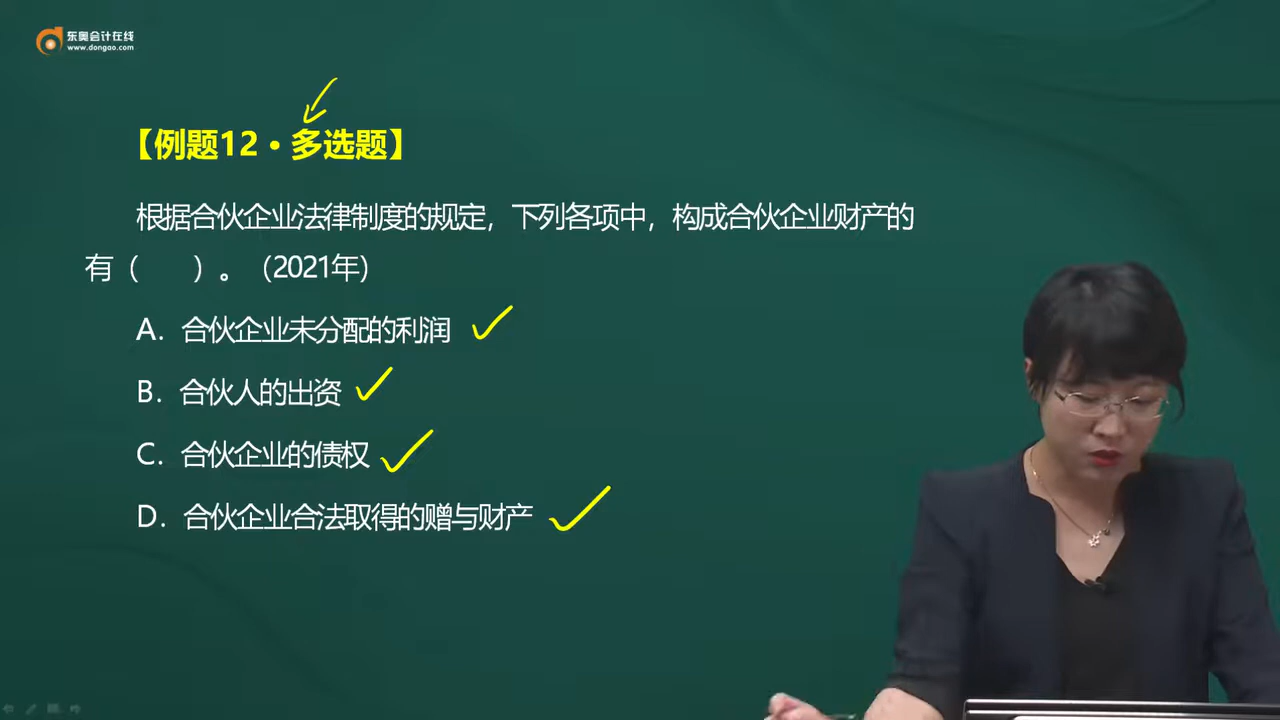 东奥会计在线
www.dongao.com
【例题12·多选题】
根据合伙企业法律制度的规定，下列各项中，构成合伙企业财产的
有（ ）。（2021年）
A．合伙企业未分配的利润
B．合伙人的出资
C．合伙企业的债权
D．合伙企业合法取得的赠与财产